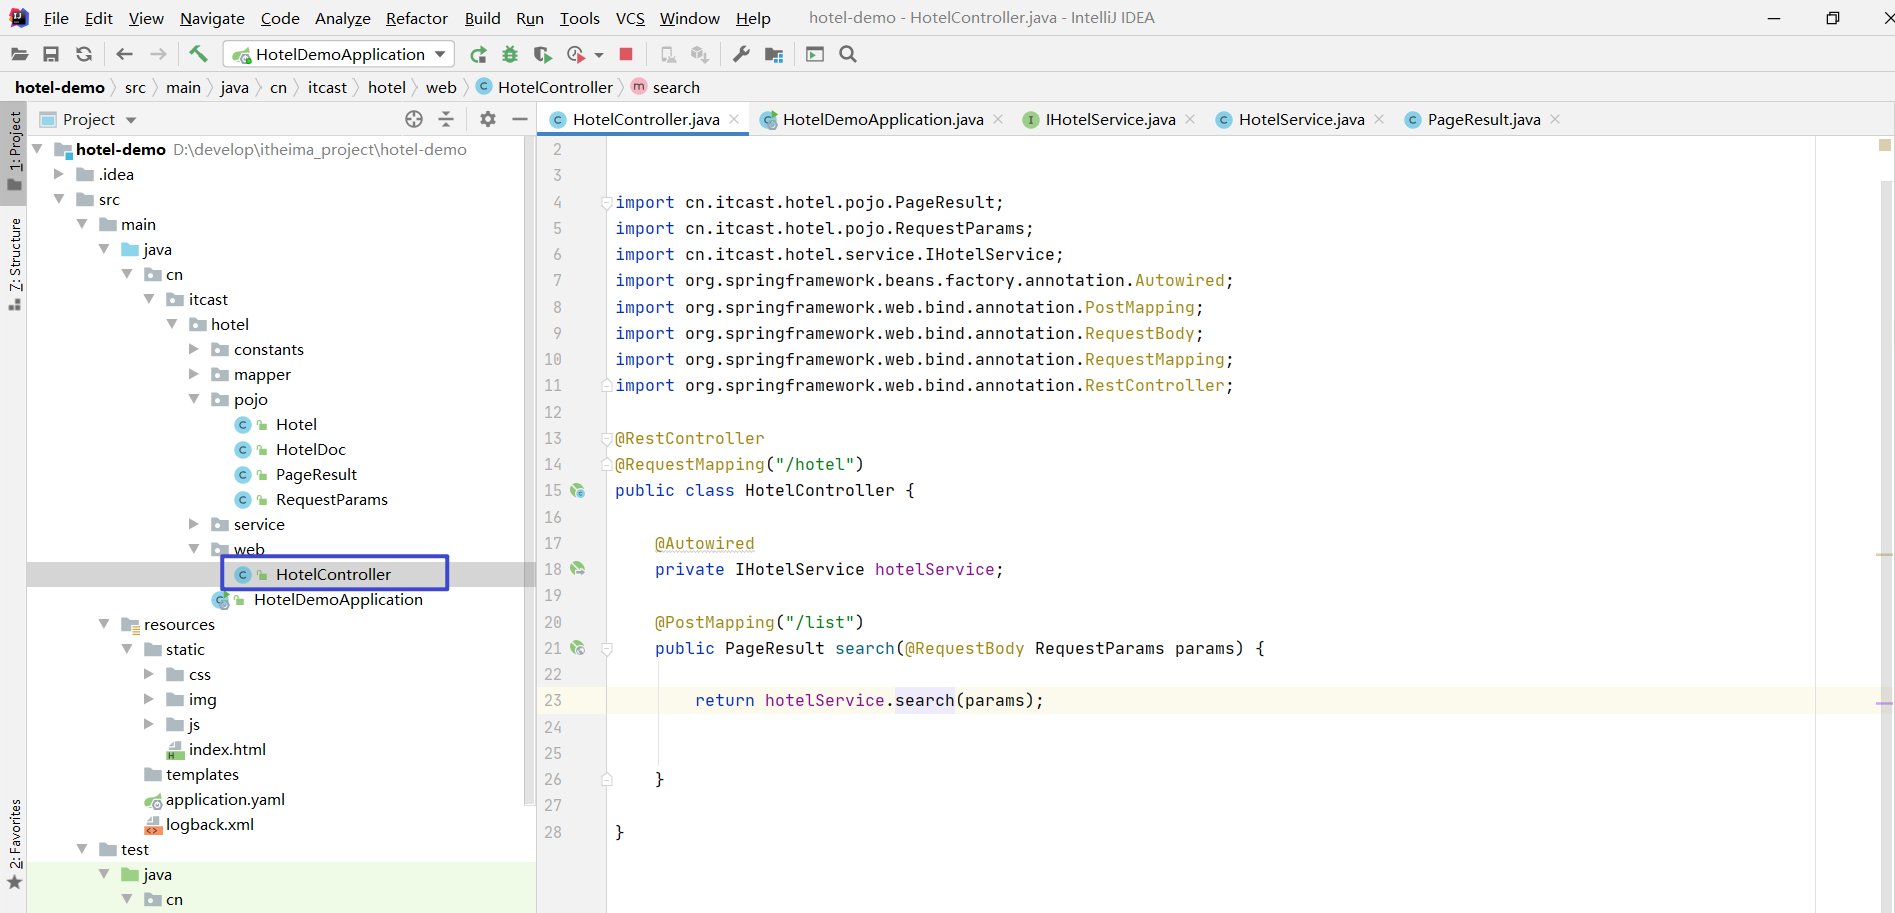 File Edit View Navigate Code Analyze Refactor Build Run Tools VCS Window Help hotel-demo - HotelController.java - IntelliJ IDEA
HotelDemoApplication
hotel-demo src main java cn itcast hotel web HotelController search
1: Project
7: Structure
2: Favorites
Project
hotel-demo D:\develop\itheima_project\hotel-demo
.idea
src
main
java
cn
itcast
hotel
constants
mapper
pojo
Hotel
HotelDoc
PageResult
RequestParams
service
web
HotelController
HotelDemoApplication
resources
static
css
img
js
index.html
templates
application.yaml
logback.xml
test
java
cn
HotelController.java HotelDemoApplication.java IHotelService.java HotelService.java PageResult.java
2
3
4 import cn.itcast.hotel.pojo.PageResult;
5 import cn.itcast.hotel.pojo.RequestParams;
6 import cn.itcast.hotel.service.IHotelService;
7 import org.springframework.beans.factory.annotation.Autowired;
8 import org.springframework.web.bind.annotation.PostMapping;
9 import org.springframework.web.bind.annotation.RequestBody;
10 import org.springframework.web.bind.annotation.RequestMapping;
11 import org.springframework.web.bind.annotation.RestController;
12
13 @RestController
14 @RequestMapping("/hotel")
15 public class HotelController {
16
17 @Autowired
18 private IHotelService hotelService;
19
20 @PostMapping("/list")
21 public PageResult search(@RequestBody RequestParams params) {
22
23 return hotelService.search(params);
24
25
26 }
27
28 }